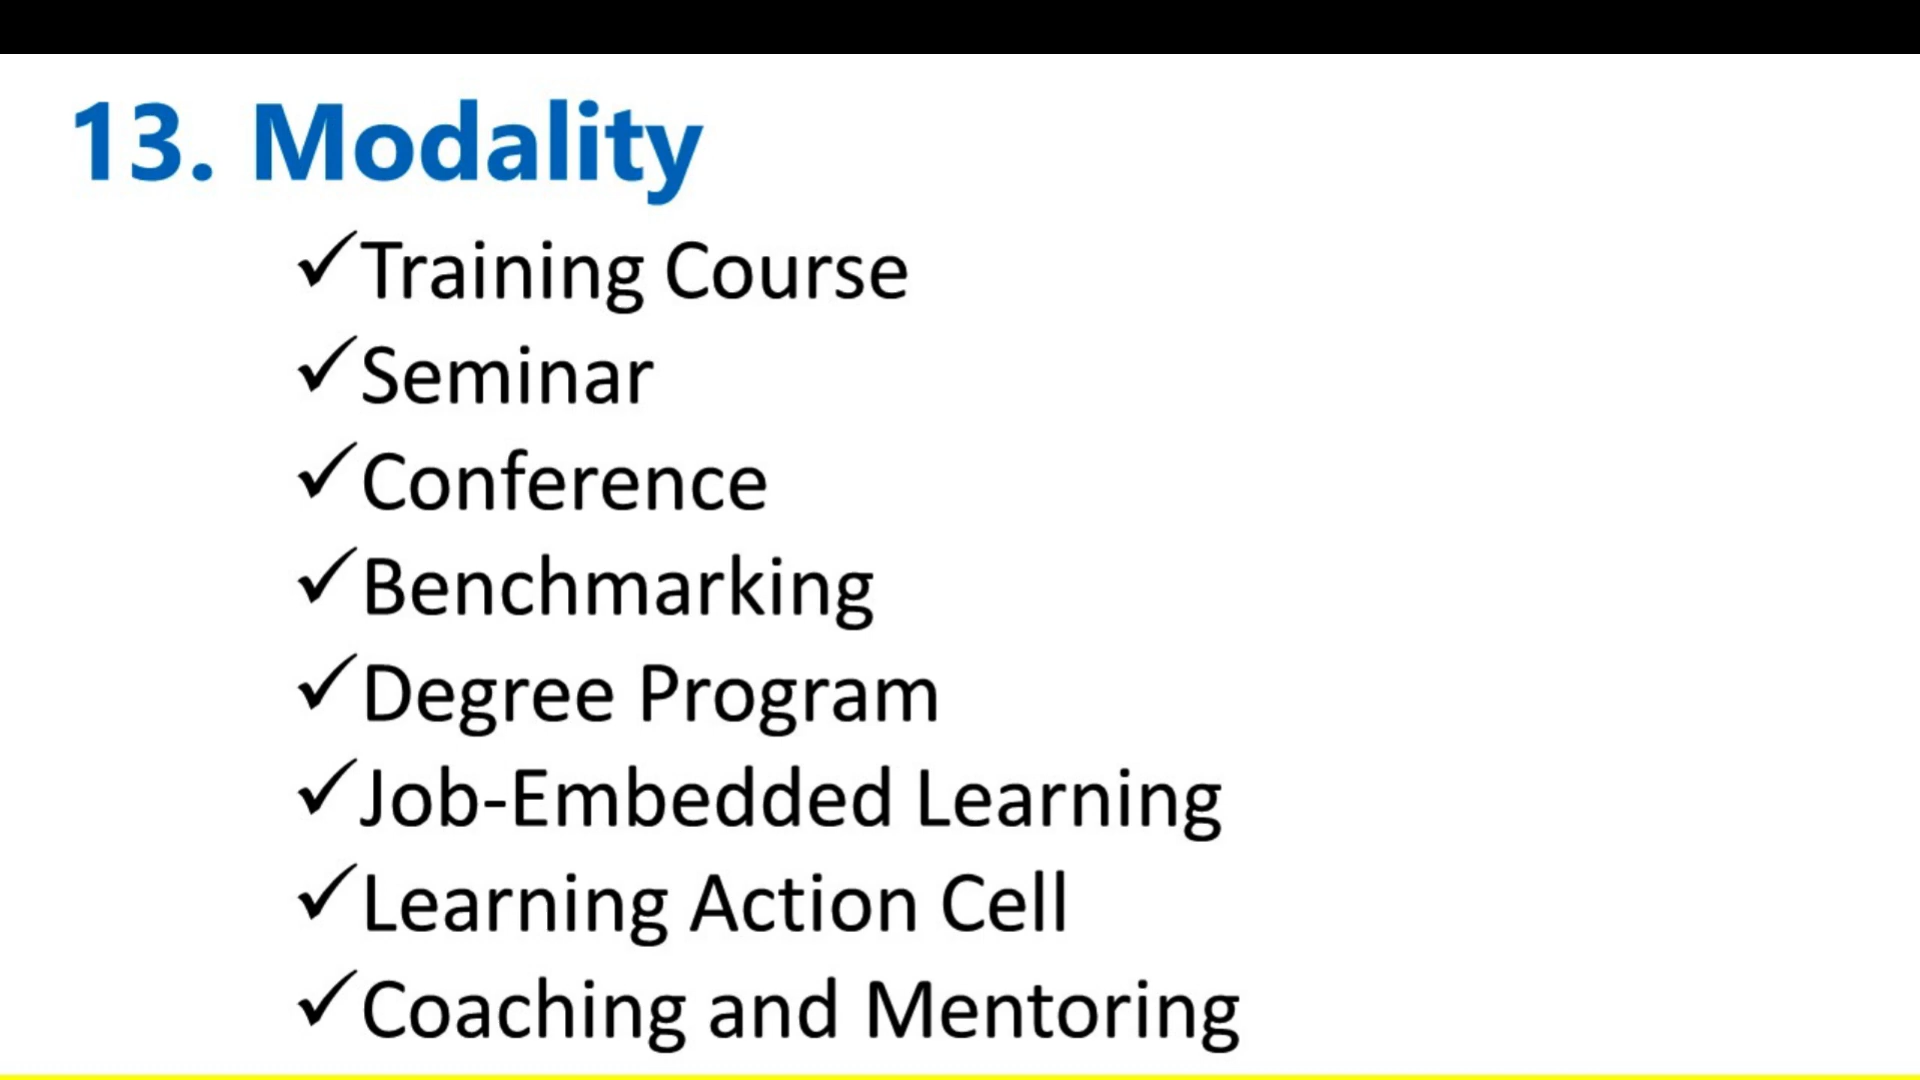 13. Modality
✓Training Course
✓Seminar
✓Conference
✓Benchmarking
✓Degree Program
✓Job-Embedded Learning
✓Learning Action Cell
✓Coaching and Mentoring